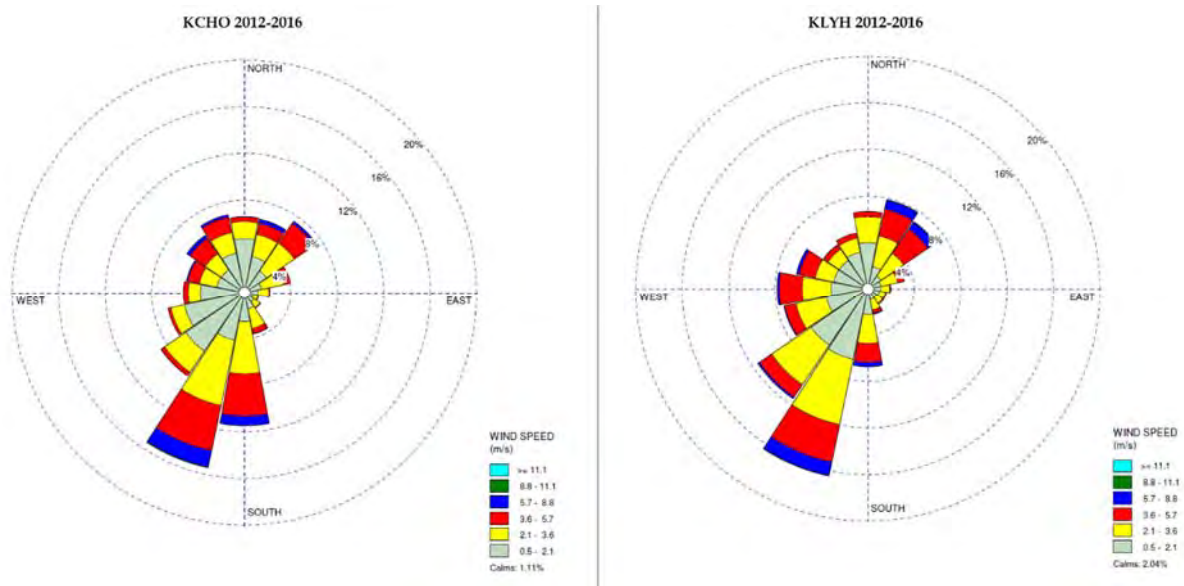 KCHO 2012-2016
NORTH
20%
16%
12%
8%
4%
WEST
EAST
SOUTH
WIND SPEED
(m/s)
>= 11.1
8.8 - 11.1
5.7 - 8.8
3.6 - 5.7
2.1 - 3.6
0.5 - 2.1
Calms: 1.11%
KLYH 2012-2016
NORTH
20%
16%
12%
8%
4%
WEST
EAST
SOUTH
WIND SPEED
(m/s)
>= 11.1
8.8 - 11.1
5.7 - 8.8
3.6 - 5.7
2.1 - 3.6
0.5 - 2.1
Calms: 2.04%